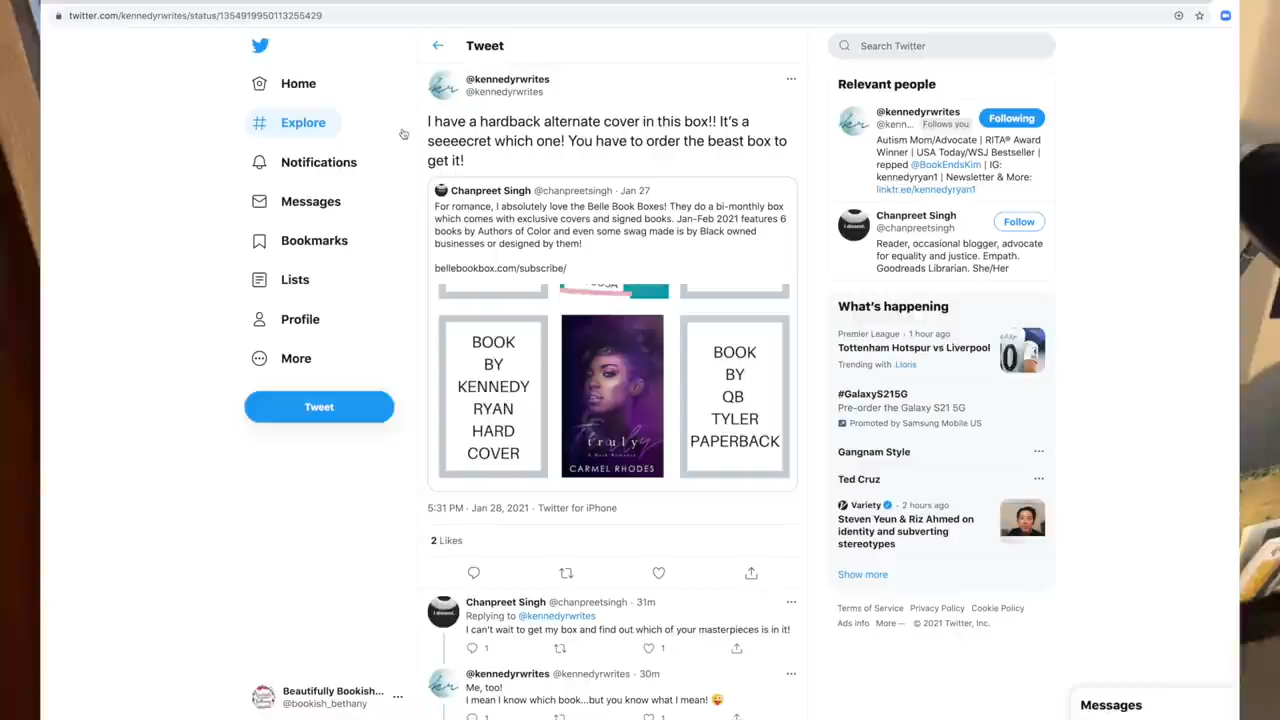 twitter.com/kennedyrwrites/status/1354919950113255429
Home
Explore
Notifications
Messages
Bookmarks
Lists
Profile
More
Tweet
Beautifully Bookish...
@bookish_bethany
Tweet
@kennedyrwrites
@kennedyrwrites
I have a hardback alternate cover in this box!! It's a
seeeecret which one! You have to order the beast box to
get it!
Chanpreet Singh @chanpreetsingh · Jan 27
For romance, I absolutely love the Belle Book Boxes! They do a bi-monthly box
which comes with exclusive covers and signed books. Jan-Feb 2021 features 6
books by Authors of Color and even some swag made is by Black owned
businesses or designed by them!
bellebookbox.com/subscribe/
BOOK
BY
KENNEDY
RYAN
HARD
COVER
truly
CARMEL RHODES
BOOK
BY
QB
TYLER
PAPERBACK
5:31 PM · Jan 28, 2021 · Twitter for iPhone
2 Likes
Chanpreet Singh @chanpreetsingh · 31m
Replying to @kennedyrwrites
I can't wait to get my box and find out which of your masterpieces is in it!
1
1
@kennedyrwrites @kennedyrwrites · 30m
Me, too!
I mean I know which book...but you know what I mean! 😜
Search Twitter
Relevant people
@kennedyrwrites
@kenn... Follows you
Following
Autism Mom/Advocate | RITA® Award
Winner | USA Today/WSJ Bestseller |
repped @BookEndsKim | IG:
kennedyryan1 | Newsletter & More:
linktr.ee/kennedyryan1
Chanpreet Singh
@chanpreetsingh
Follow
Reader, occasional blogger, advocate
for equality and justice. Empath.
Goodreads Librarian. She/Her
What's happening
Premier League · 1 hour ago
Tottenham Hotspur vs Liverpool
Trending with Lloris
#GalaxyS215G
Pre-order the Galaxy S21 5G
Promoted by Samsung Mobile US
Gangnam Style
Ted Cruz
Variety · 2 hours ago
Steven Yeun & Riz Ahmed on
identity and subverting
stereotypes
Show more
Terms of Service Privacy Policy Cookie Policy
Ads info More ··· © 2021 Twitter, Inc.
Messages